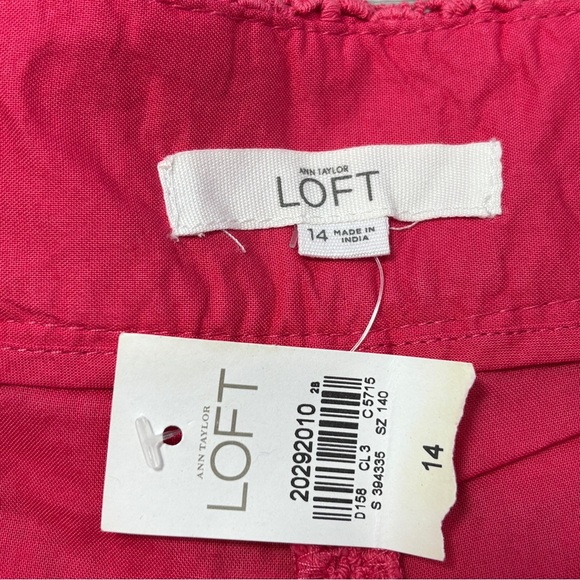 ANN TAYLOR
LOFT
14 MADE IN
INDIA
ANN TAYLOR
LOFT
20292010 2B
D158 CL3 C5715
S 394335 SZ 140
14